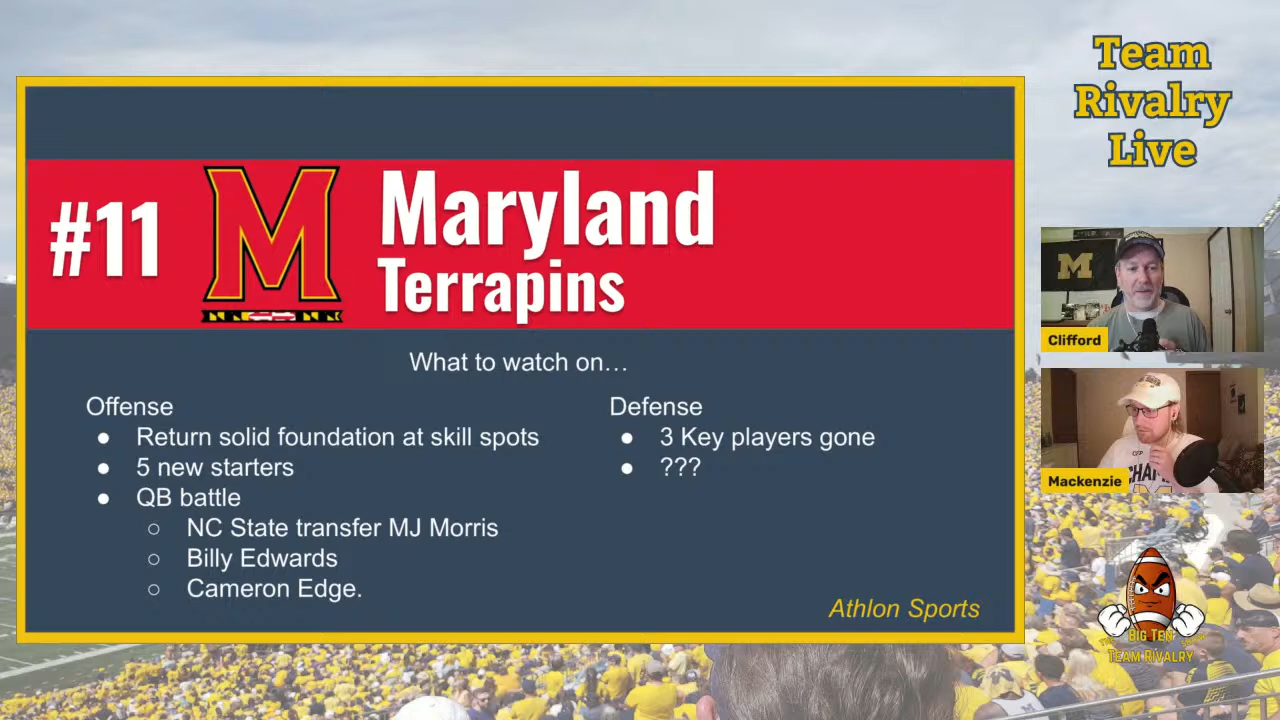 Team
Rivalry
Live
#11
M
Maryland
Terrapins
What to watch on…
Offense
● Return solid foundation at skill spots
● 5 new starters
● QB battle
○ NC State transfer MJ Morris
○ Billy Edwards
○ Cameron Edge.
Defense
● 3 Key players gone
● ???
Athlon Sports
M
Clifford
Mackenzie
BIG TEN
TEAM RIVALRY